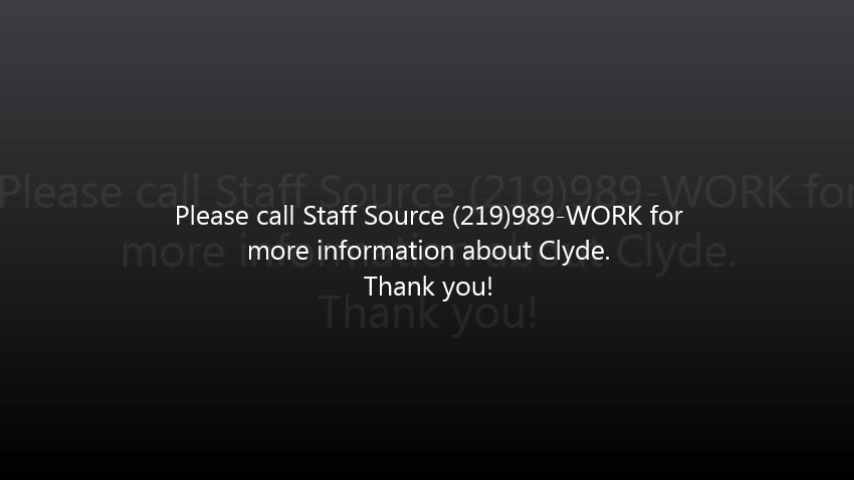 Please call Staff Source (219)989-WORK for
more information about Clyde.
Thank you!